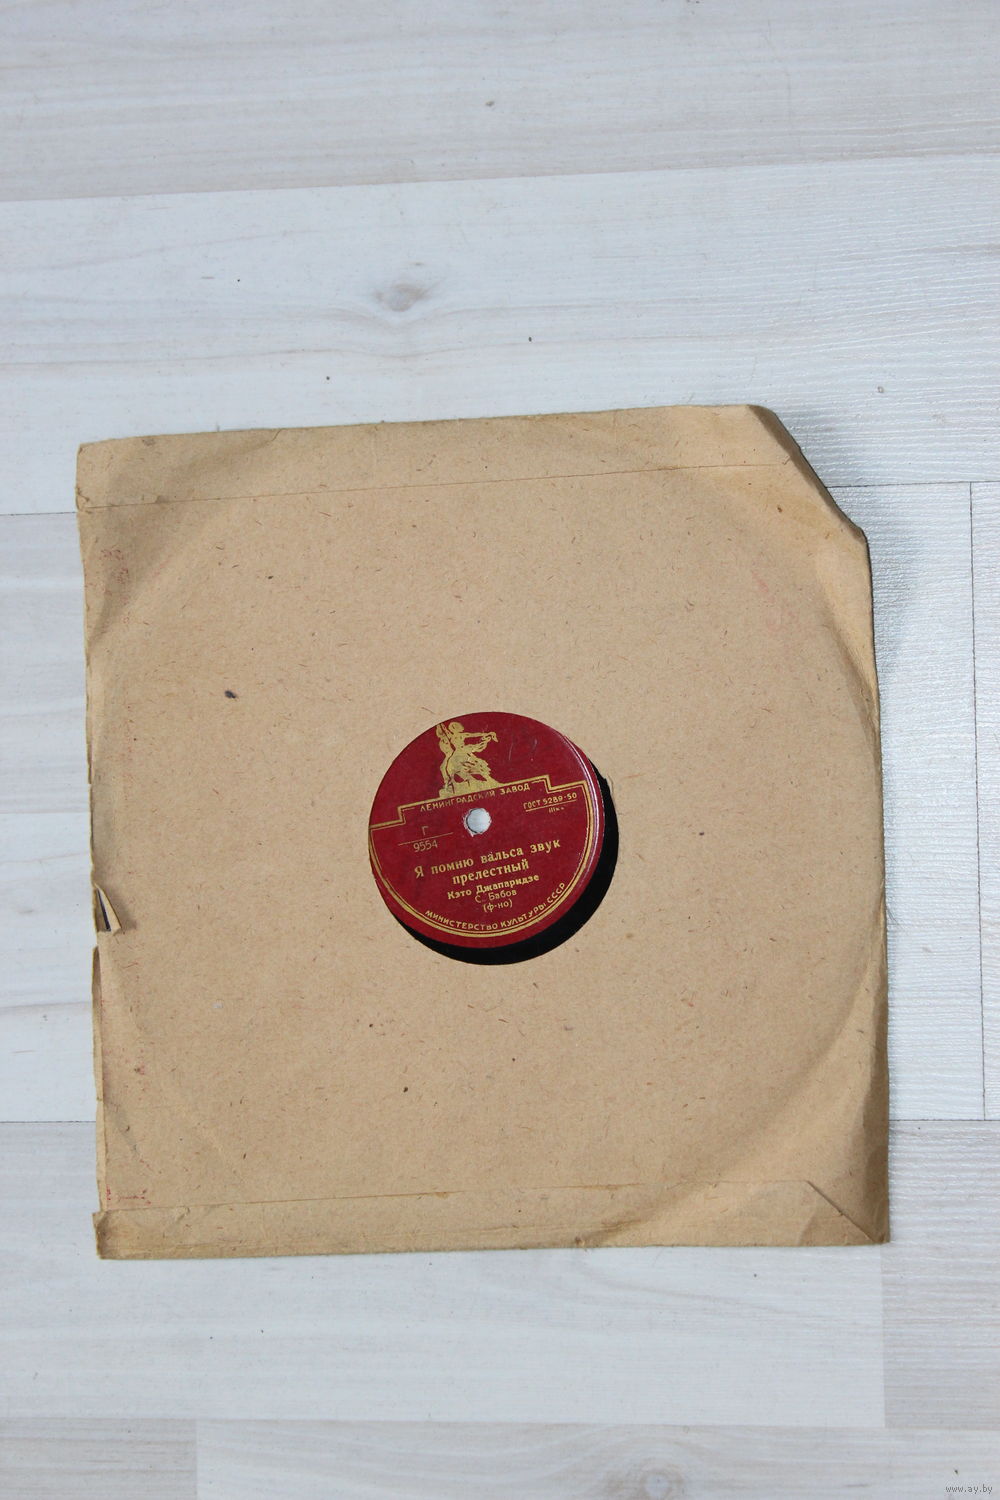 ЛЕНИНГРАДСКИЙ ЗАВОД
ГОСТ 5289-50
Г
9554
Я помню вальса звук
прелестный
Кэто Джапаридзе
С. Бабов
(ф-но)
МИНИСТЕРСТВО КУЛЬТУРЫ СССР
www.ay.by